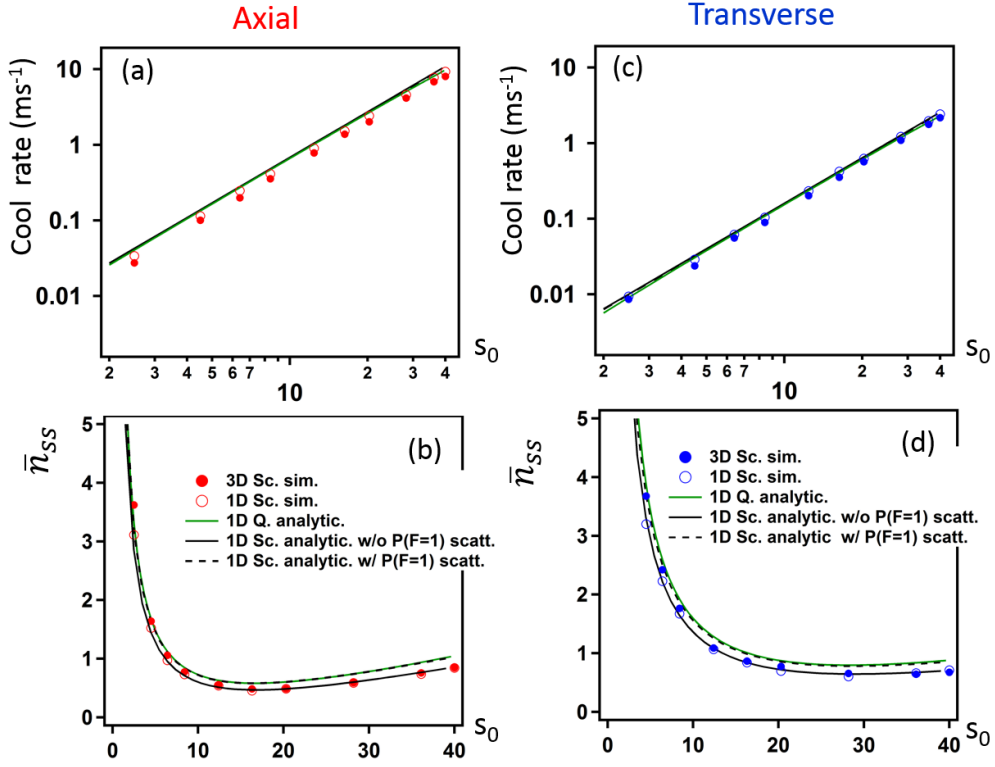 Axial
Transverse
(a)
Cool rate (ms⁻¹)
10
1
0.1
0.01
2 3 4 5 6 7 2 3 4
10
s₀
(c)
Cool rate (ms⁻¹)
10
1
0.1
0.01
2 3 4 5 6 7 2 3 4
10
s₀
(b)
n̄ₛₛ
5
4
3
2
1
0
3D Sc. sim.
1D Sc. sim.
1D Q. analytic.
1D Sc. analytic. w/o P(F=1) scatt.
1D Sc. analytic. w/ P(F=1) scatt.
0 10 20 30 40
s₀
(d)
n̄ₛₛ
5
4
3
2
1
0
3D Sc. sim.
1D Sc. sim.
1D Q. analytic.
1D Sc. analytic. w/o P(F=1) scatt.
1D Sc. analytic w/ P(F=1) scatt.
0 10 20 30 40
s₀